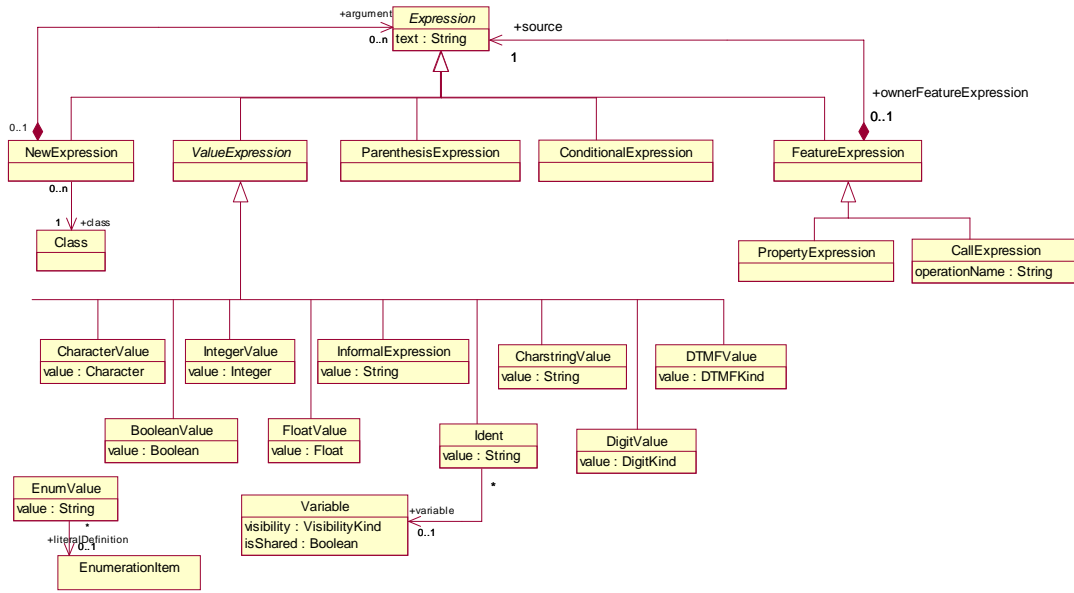 +argument
Expression
0..n
text : String
+source
1
+ownerFeatureExpression
0..1
0..1
NewExpression
ValueExpression
ParenthesisExpression
ConditionalExpression
FeatureExpression
0..n
1
+class
Class
PropertyExpression
CallExpression
operationName : String
CharacterValue
value : Character
IntegerValue
value : Integer
InformalExpression
value : String
CharstringValue
value : String
DTMFValue
value : DTMFKind
BooleanValue
value : Boolean
FloatValue
value : Float
Ident
value : String
DigitValue
value : DigitKind
EnumValue
value : String
*
+literalDefinition
0..1
EnumerationItem
Variable
visibility : VisibilityKind
isShared : Boolean
+variable
0..1
*